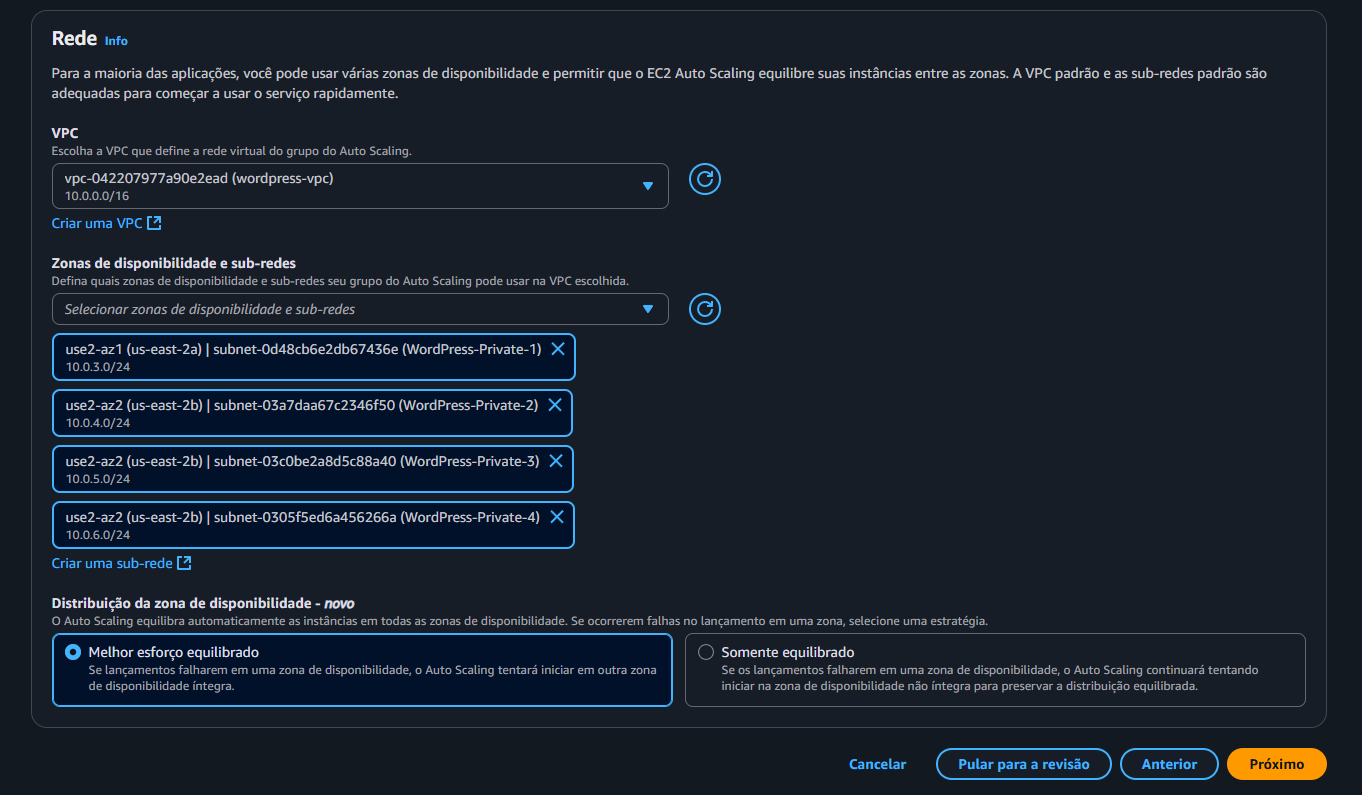 Rede Info
Para a maioria das aplicações, você pode usar várias zonas de disponibilidade e permitir que o EC2 Auto Scaling equilibre suas instâncias entre as zonas. A VPC padrão e as sub-redes padrão são
adequadas para começar a usar o serviço rapidamente.
VPC
Escolha a VPC que define a rede virtual do grupo do Auto Scaling.
vpc-042207977a90e2ead (wordpress-vpc)
10.0.0.0/16
Criar uma VPC
Zonas de disponibilidade e sub-redes
Defina quais zonas de disponibilidade e sub-redes seu grupo do Auto Scaling pode usar na VPC escolhida.
Selecionar zonas de disponibilidade e sub-redes
use2-az1 (us-east-2a) | subnet-0d48cb6e2db67436e (WordPress-Private-1)
10.0.3.0/24
use2-az2 (us-east-2b) | subnet-03a7daa67c2346f50 (WordPress-Private-2)
10.0.4.0/24
use2-az2 (us-east-2b) | subnet-03c0be2a8d5c88a40 (WordPress-Private-3)
10.0.5.0/24
use2-az2 (us-east-2b) | subnet-0305f5ed6a456266a (WordPress-Private-4)
10.0.6.0/24
Criar uma sub-rede
Distribuição da zona de disponibilidade - novo
O Auto Scaling equilibra automaticamente as instâncias em todas as zonas de disponibilidade. Se ocorrerem falhas no lançamento em uma zona, selecione uma estratégia.
Melhor esforço equilibrado
Se lançamentos falharem em uma zona de disponibilidade, o Auto Scaling tentará iniciar em outra zona
de disponibilidade íntegra.
Somente equilibrado
Se os lançamentos falharem em uma zona de disponibilidade, o Auto Scaling continuará tentando
iniciar na zona de disponibilidade não íntegra para preservar a distribuição equilibrada.
Cancelar
Pular para a revisão
Anterior
Próximo